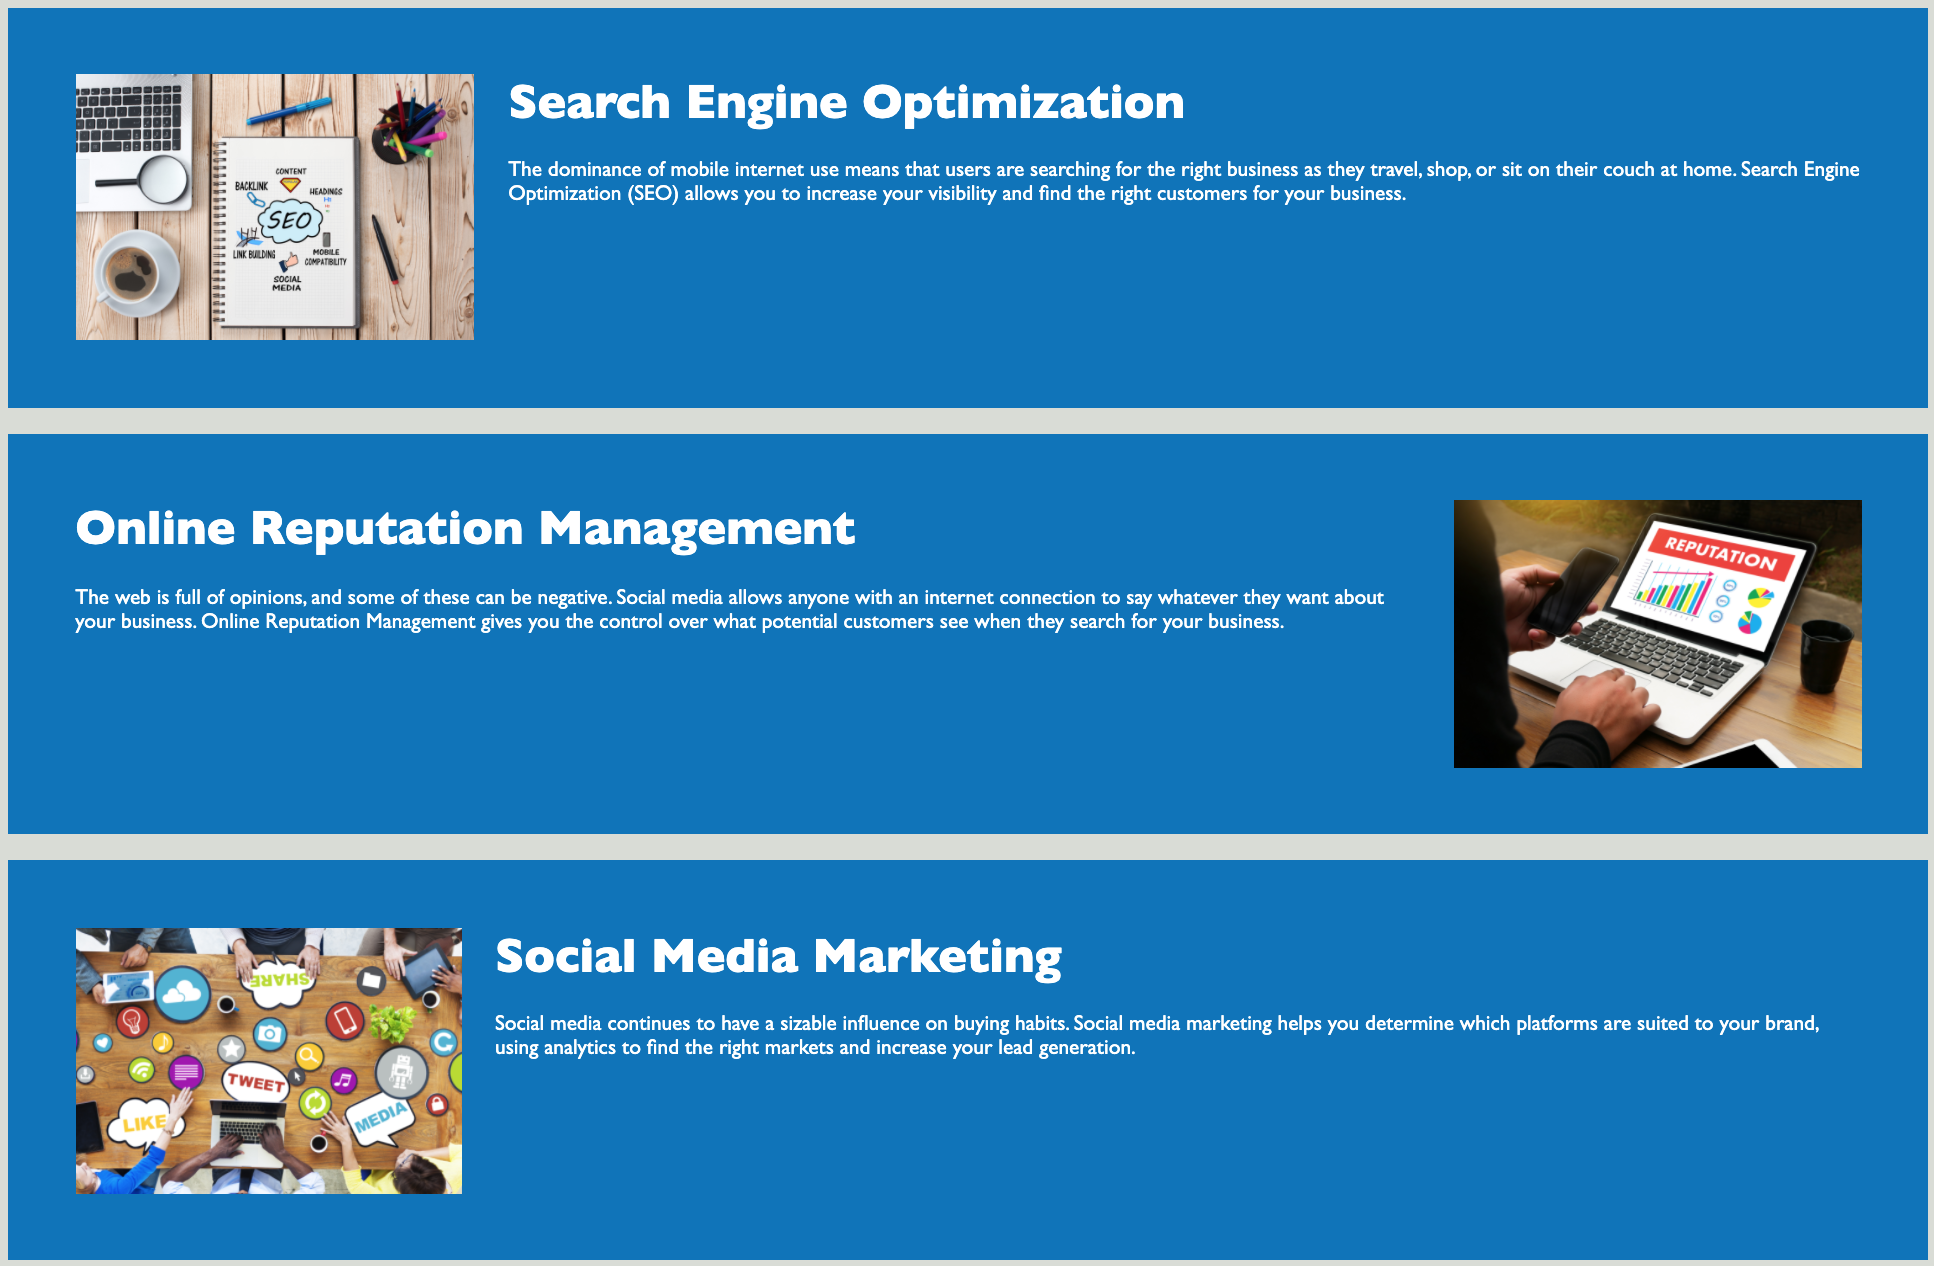 Search Engine Optimization
The dominance of mobile internet use means that users are searching for the right business as they travel, shop, or sit on their couch at home. Search Engine
Optimization (SEO) allows you to increase your visibility and find the right customers for your business.
CONTENT
BACKLINK
HEADINGS
SEO
LINK BUILDING
MOBILE
COMPATIBILITY
SOCIAL
MEDIA
Online Reputation Management
The web is full of opinions, and some of these can be negative. Social media allows anyone with an internet connection to say whatever they want about
your business. Online Reputation Management gives you the control over what potential customers see when they search for your business.
REPUTATION
Social Media Marketing
Social media continues to have a sizable influence on buying habits. Social media marketing helps you determine which platforms are suited to your brand,
using analytics to find the right markets and increase your lead generation.
SHARE
TWEET
LIKE
MEDIA